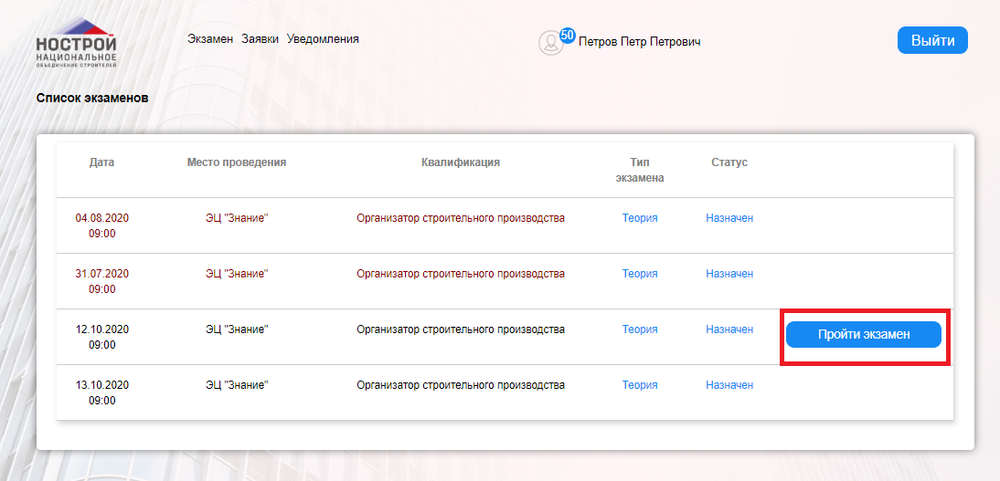 НОСТРОЙ
НАЦИОНАЛЬНОЕ
ОБЪЕДИНЕНИЕ СТРОИТЕЛЕЙ
Экзамен Заявки Уведомления
50 Петров Петр Петрович
Выйти
Список экзаменов
Дата Место проведения Квалификация Тип экзамена Статус
04.08.2020 09:00 ЭЦ "Знание" Организатор строительного производства Теория Назначен
31.07.2020 09:00 ЭЦ "Знание" Организатор строительного производства Теория Назначен
12.10.2020 09:00 ЭЦ "Знание" Организатор строительного производства Теория Назначен Пройти экзамен
13.10.2020 09:00 ЭЦ "Знание" Организатор строительного производства Теория Назначен